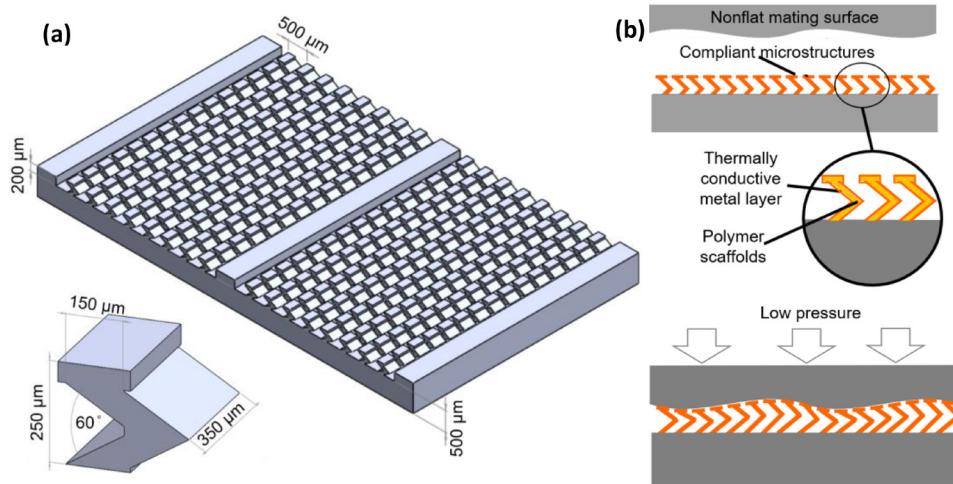 (a)
500 µm
200 µm
500 µm
150 µm
250 µm
60°
350 µm
(b)
Nonflat mating surface
Compliant microstructures
Thermally
conductive
metal layer
Polymer
scaffolds
Low pressure